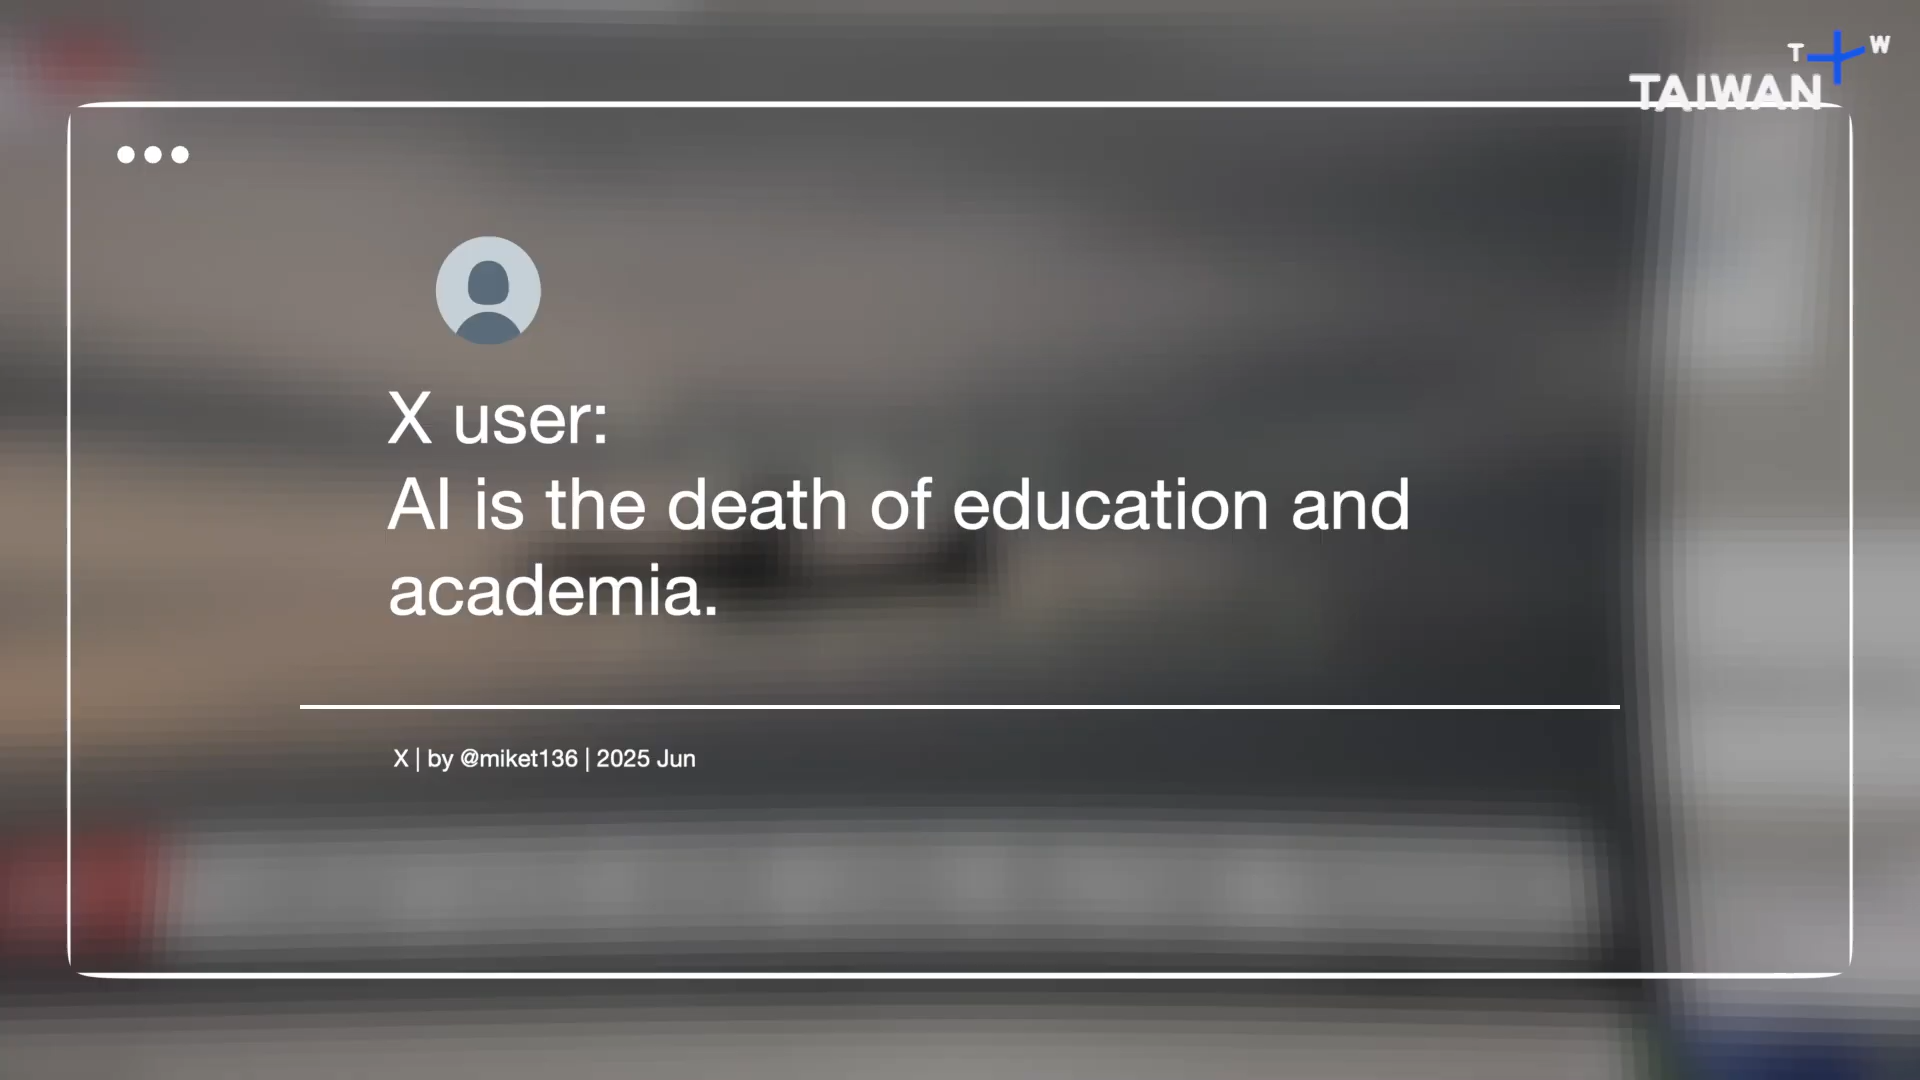 T W
TAIWAN
X user:
AI is the death of education and
academia.
X | by @miket136 | 2025 Jun